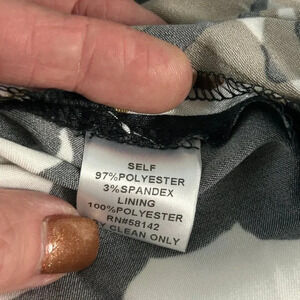 SELF
97%POLYESTER
3%SPANDEX
LINING
100%POLYESTER
RN#58142
CLEAN ONLY